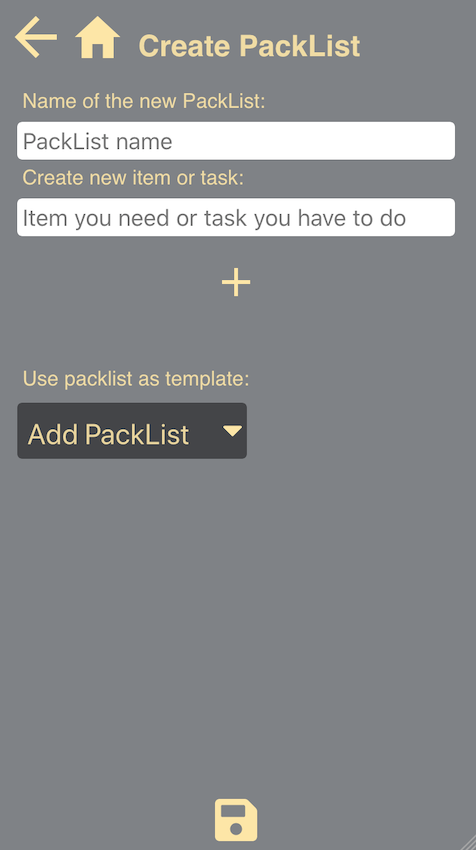 Create PackList
Name of the new PackList:
PackList name
Create new item or task:
Item you need or task you have to do
Use packlist as template:
Add PackList